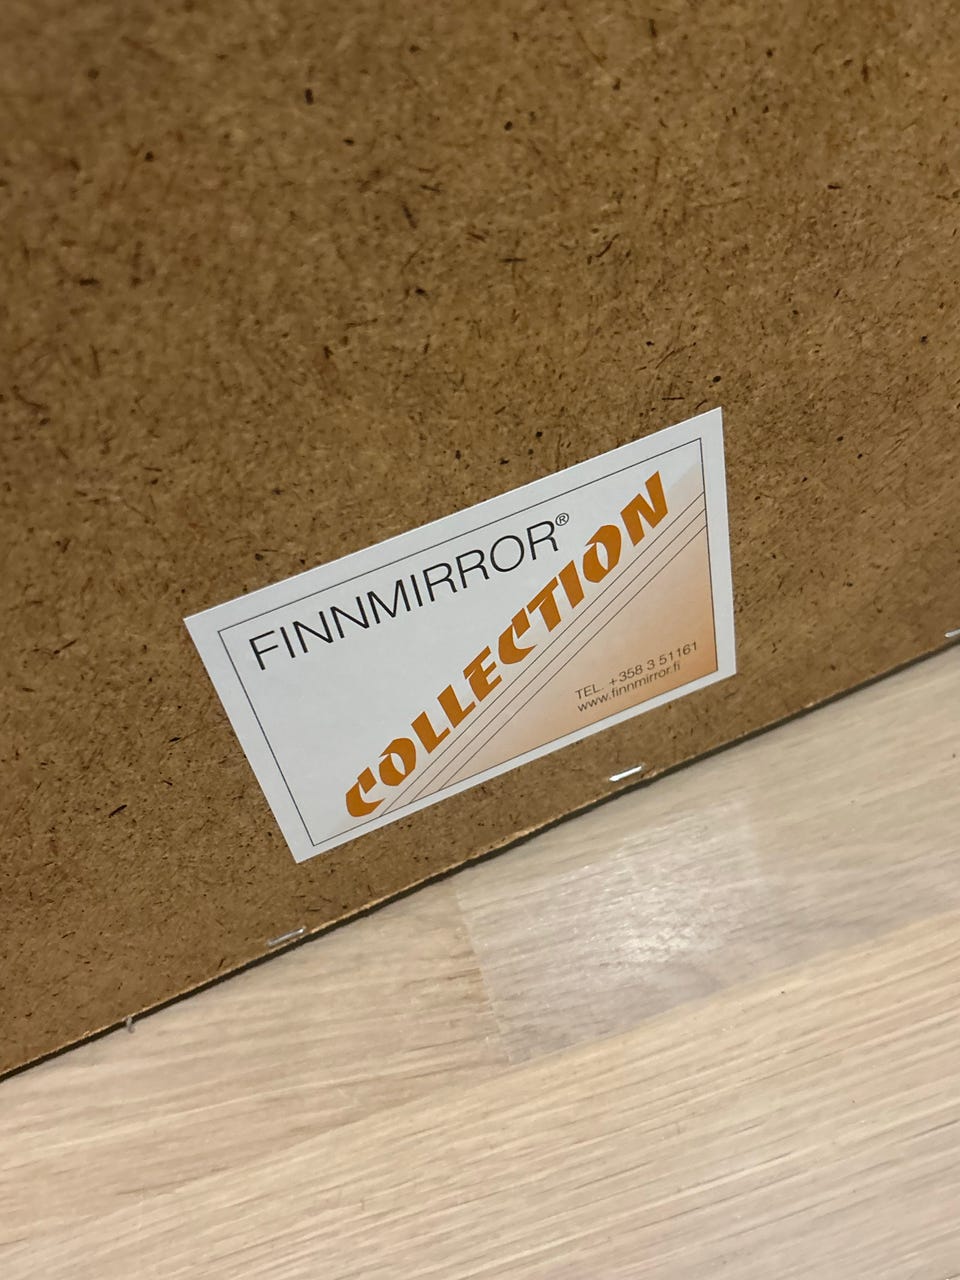 FINNMIRROR®
COLLECTION
TEL. +358 3 51161
www.finnmirror.fi